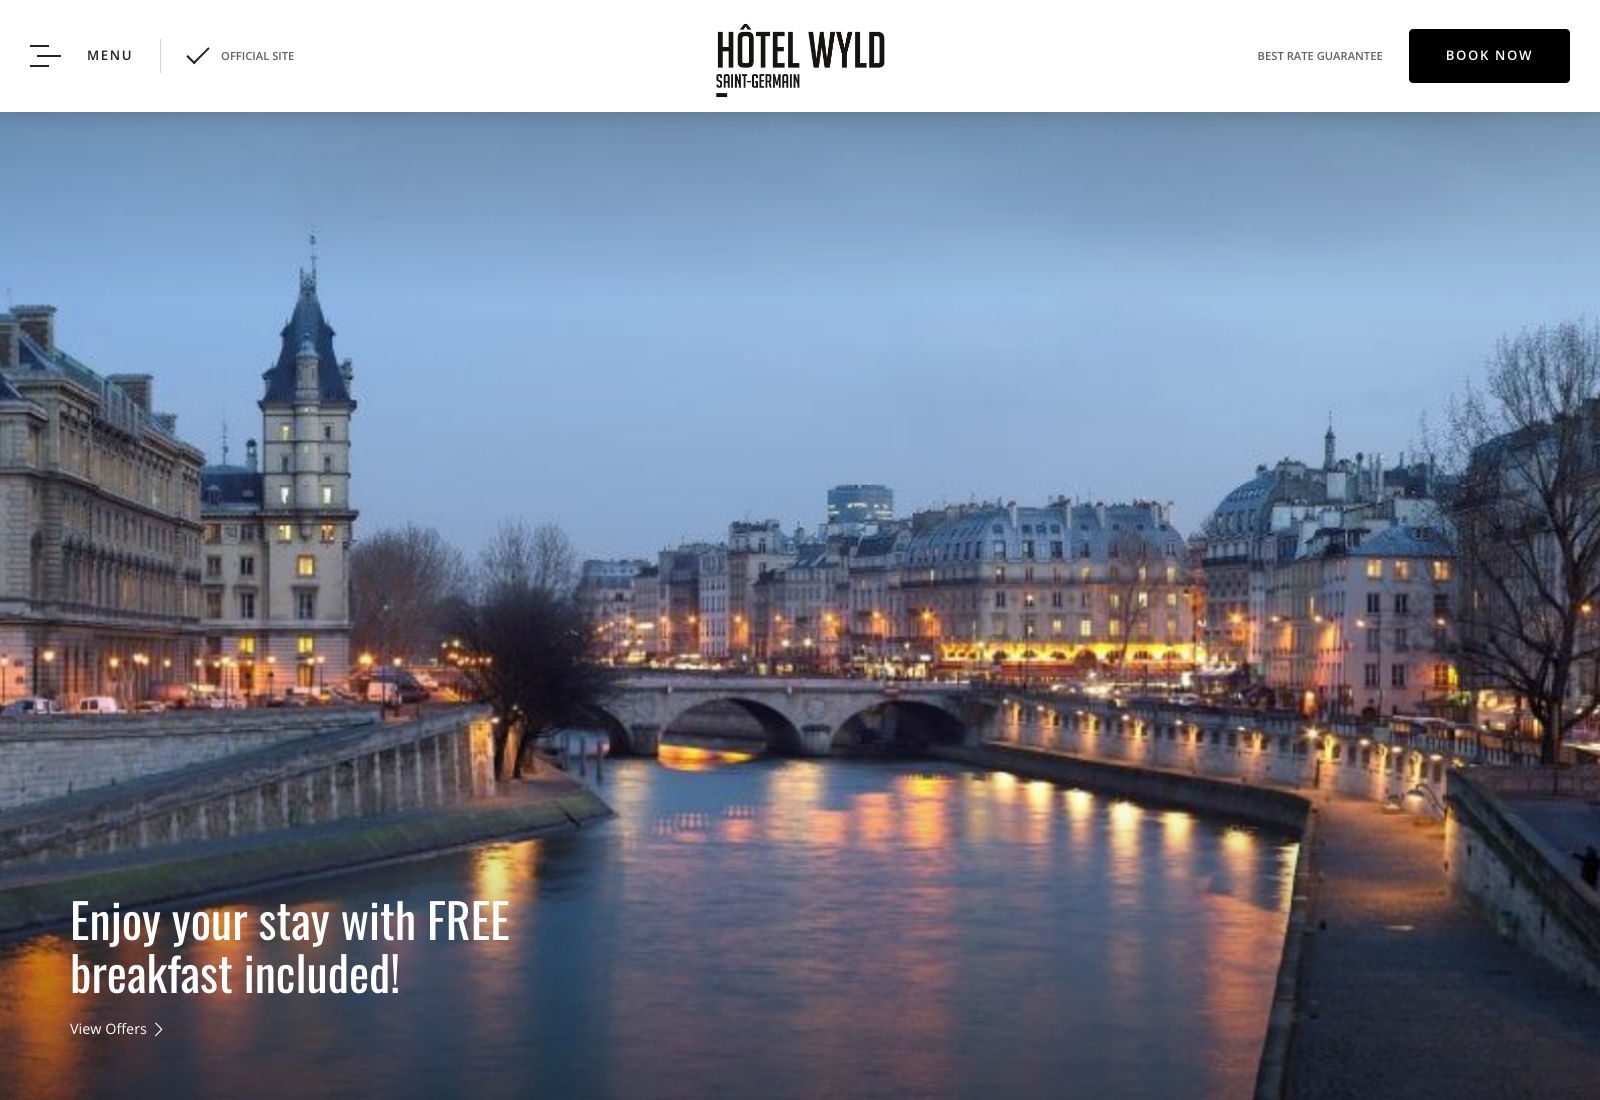 MENU
OFFICIAL SITE
HÔTEL WYLD
SAINT-GERMAIN
BEST RATE GUARANTEE
BOOK NOW
Enjoy your stay with FREE
breakfast included!
View Offers